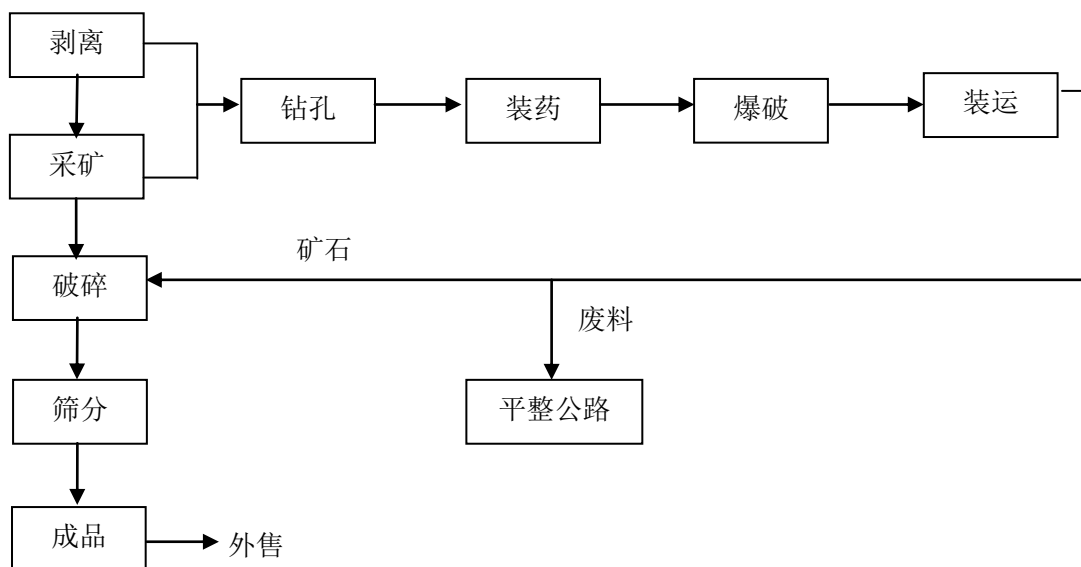 剥离
钻孔
装药
爆破
装运
采矿
矿石
破碎
废料
筛分
平整公路
成品
外售